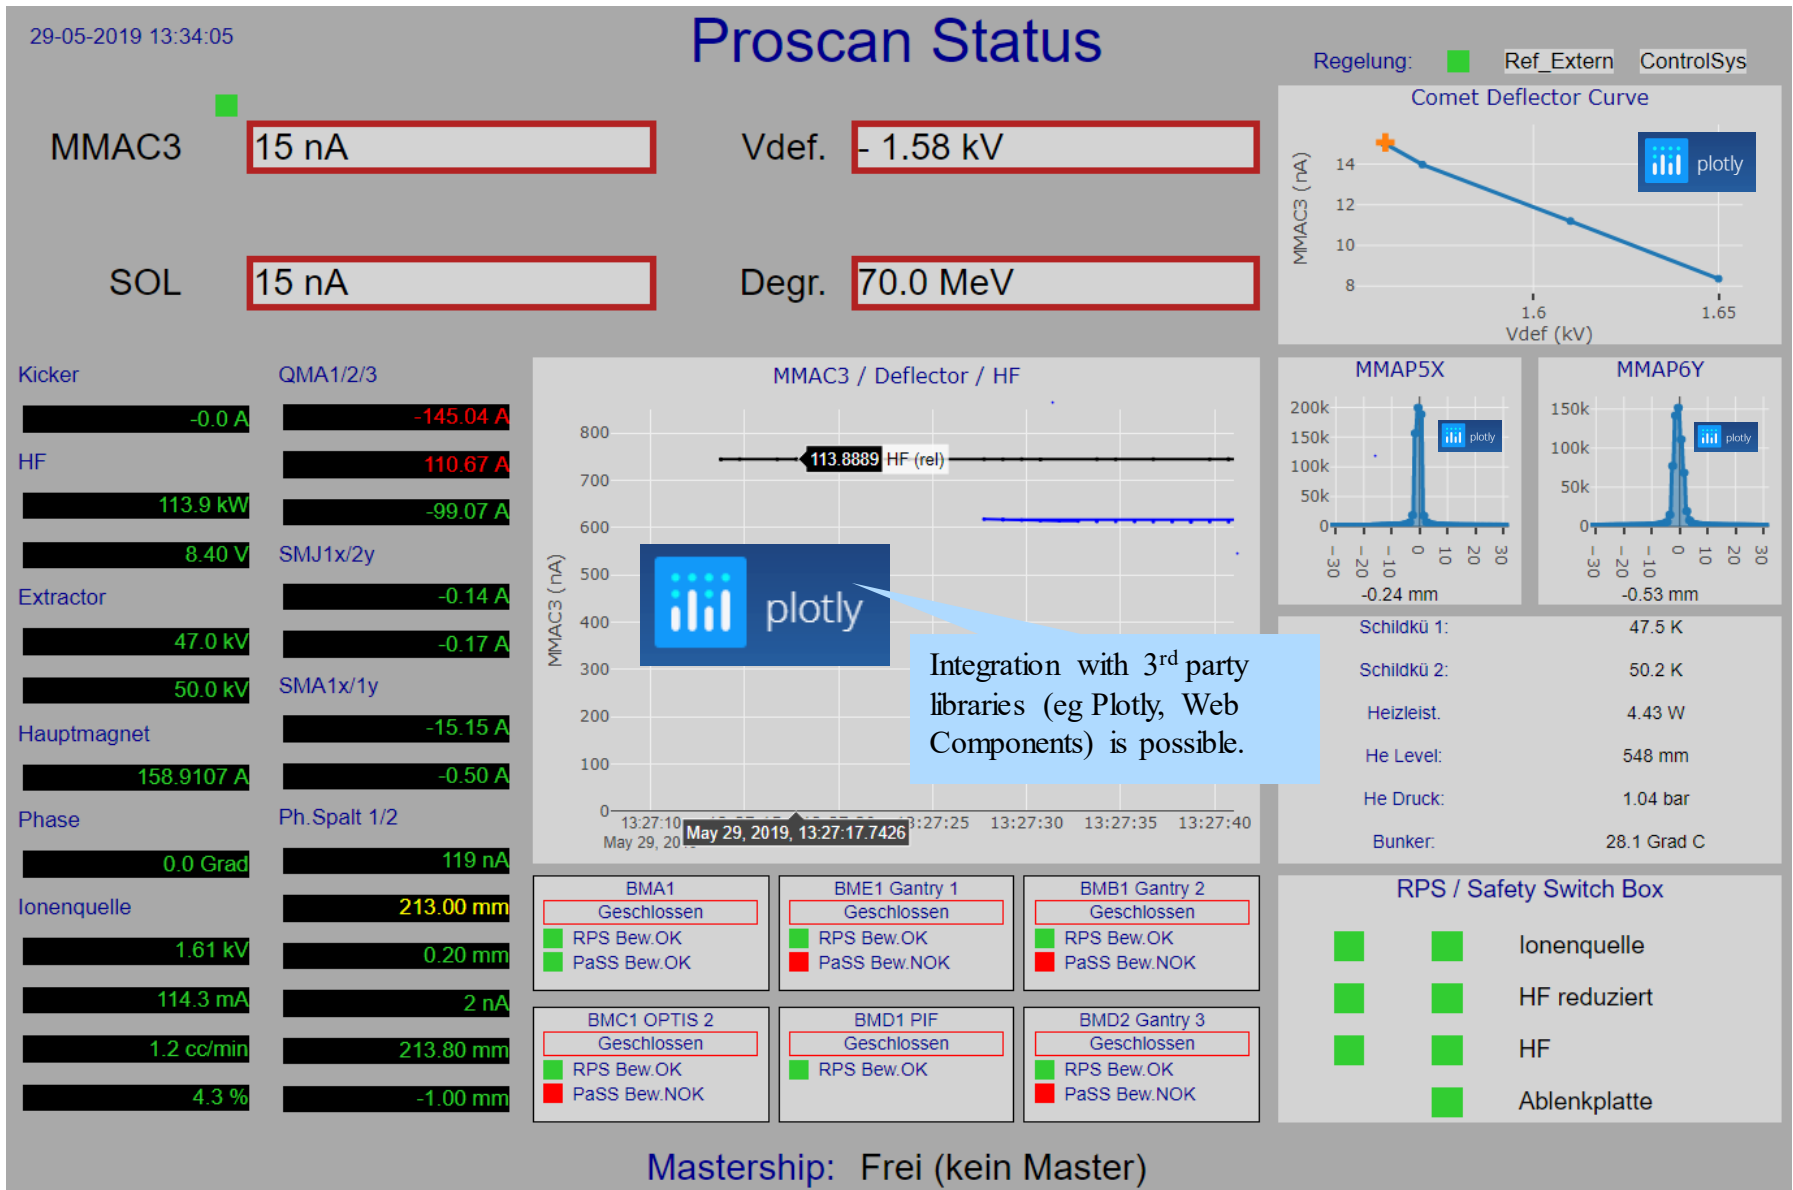 29-05-2019 13:34:05
Proscan Status
Regelung: Ref_Extern ControlSys
MMAC3 15 nA Vdef. - 1.58 kV
SOL 15 nA Degr. 70.0 MeV
Comet Deflector Curve
plotly
MMAC3 (nA)
14
12
10
8
1.6 1.65
Vdef (kV)
Kicker
-0.0 A
HF
113.9 kW
8.40 V
Extractor
47.0 kV
50.0 kV
Hauptmagnet
158.9107 A
Phase
0.0 Grad
Ionenquelle
1.61 kV
114.3 mA
1.2 cc/min
4.3 %
QMA1/2/3
-145.04 A
110.67 A
-99.07 A
SMJ1x/2y
-0.14 A
-0.17 A
SMA1x/1y
-15.15 A
-0.50 A
Ph.Spalt 1/2
119 nA
213.00 mm
0.20 mm
2 nA
213.80 mm
-1.00 mm
MMAC3 / Deflector / HF
MMAC3 (nA)
800
700
600
500
400
300
200
100
0
113.8889 HF (rel)
plotly
Integration with 3rd party
libraries (eg Plotly, Web
Components) is possible.
13:27:10 13:27:25 13:27:30 13:27:35 13:27:40
May 29, 20
May 29, 2019, 13:27:17.7426
MMAP5X
200k
150k
100k
50k
0
plotly
−30 −20 −10 0 10 20 30
-0.24 mm
MMAP6Y
150k
100k
50k
0
plotly
−30 −20 −10 0 10 20 30
-0.53 mm
Schildkü 1: 47.5 K
Schildkü 2: 50.2 K
Heizleist. 4.43 W
He Level: 548 mm
He Druck: 1.04 bar
Bunker: 28.1 Grad C
BMA1
Geschlossen
RPS Bew.OK
PaSS Bew.OK
BME1 Gantry 1
Geschlossen
RPS Bew.OK
PaSS Bew.NOK
BMB1 Gantry 2
Geschlossen
RPS Bew.OK
PaSS Bew.NOK
BMC1 OPTIS 2
Geschlossen
RPS Bew.OK
PaSS Bew.NOK
BMD1 PIF
Geschlossen
RPS Bew.OK
BMD2 Gantry 3
Geschlossen
RPS Bew.OK
PaSS Bew.NOK
RPS / Safety Switch Box
Ionenquelle
HF reduziert
HF
Ablenkplatte
Mastership: Frei (kein Master)